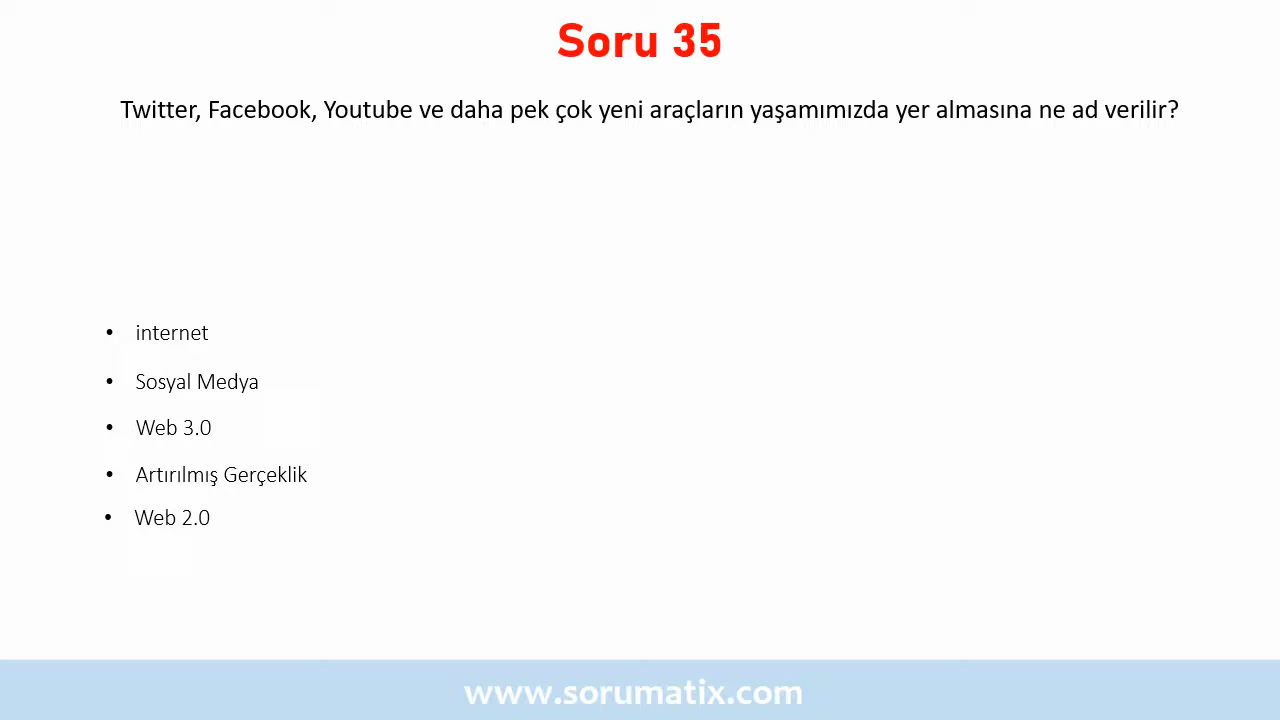 Soru 35
Twitter, Facebook, Youtube ve daha pek çok yeni araçların yaşamımızda yer almasına ne ad verilir?
• internet
• Sosyal Medya
• Web 3.0
• Artırılmış Gerçeklik
• Web 2.0
www.sorumatix.com